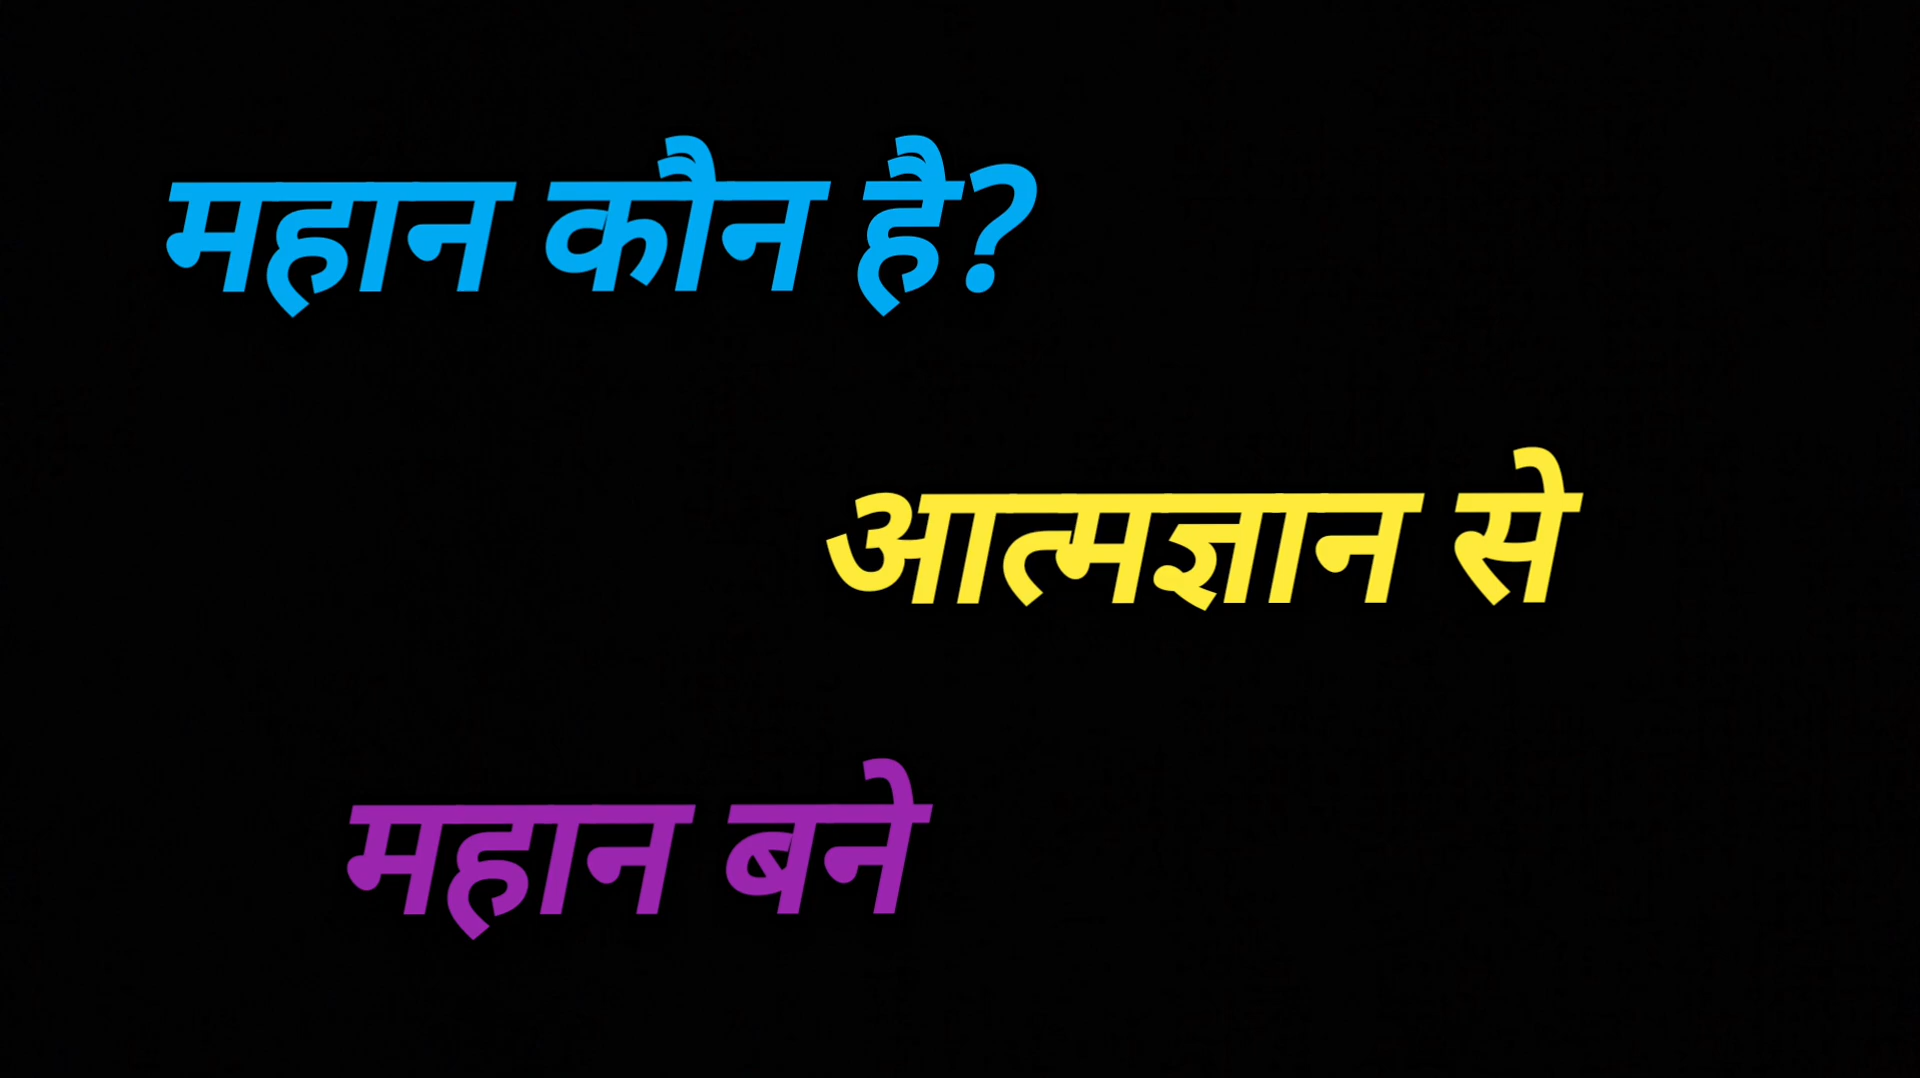 महान कौन है?
आत्मज्ञान से
महान बने